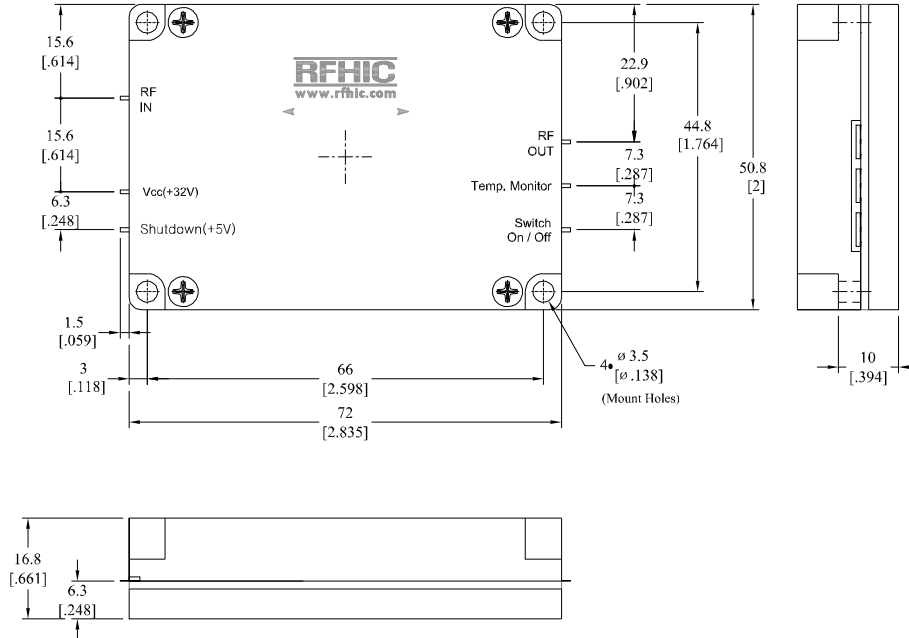 15.6
[.614]
RF
IN
15.6
[.614]
Vcc(+32V)
6.3
[.248]
Shutdown(+5V)
RFHIC
www.rfhic.com
RF
OUT
Temp. Monitor
Switch
On / Off
22.9
[.902]
7.3
[.287]
7.3
[.287]
44.8
[1.764]
50.8
[2]
1.5
[.059]
3
[.118]
66
[2.598]
72
[2.835]
4
ø 3.5
[ø .138]
(Mount Holes)
10
[.394]
16.8
[.661]
6.3
[.248]